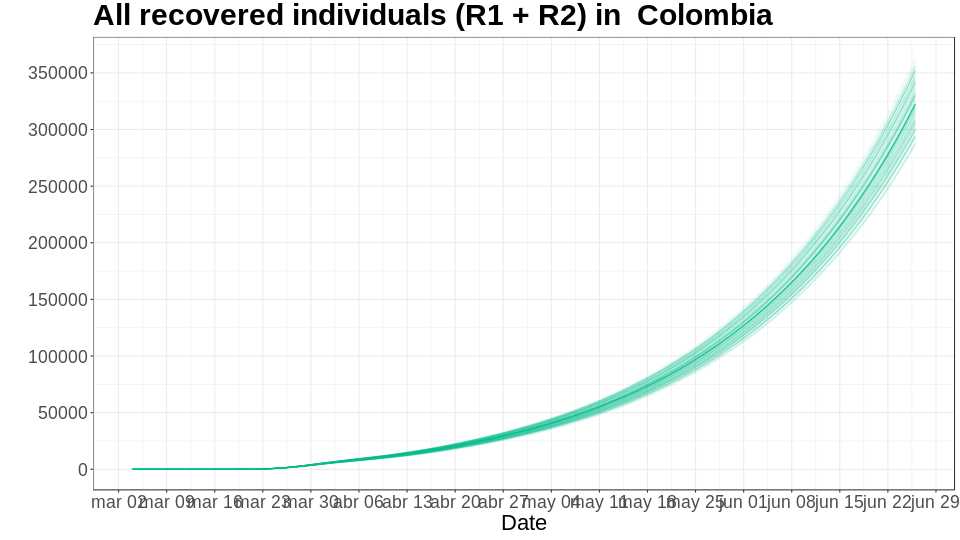 All recovered individuals (R1 + R2) in  Colombia
350000
300000
250000
200000
150000
100000
50000
0
mar 02 mar 09 mar 16 mar 23 mar 30 abr 06 abr 13 abr 20 abr 27 may 04 may 11 may 18 may 25 jun 01 jun 08 jun 15 jun 22 jun 29
Date